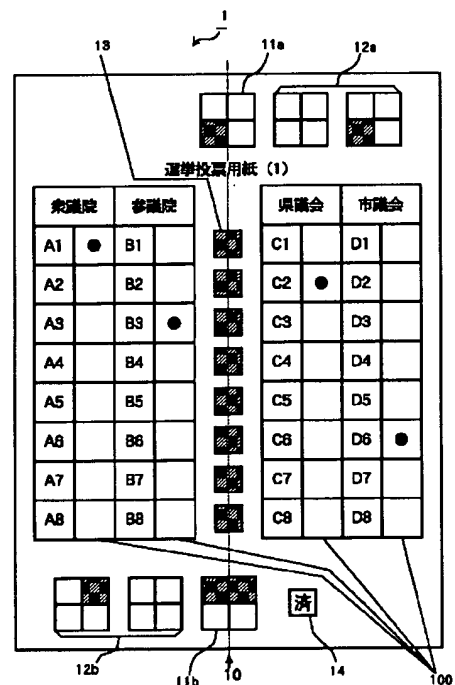 1
13
11a
12a
選挙投票用紙(1)
衆議院 参議院
A1 ● B1
A2 B2
A3 B3 ●
A4 B4
A5 B5
A6 B6
A7 B7
A8 B8
県議会 市議会
C1 D1
C2 ● D2
C3 D3
C4 D4
C5 D5
C6 D6 ●
C7 D7
C8 D8
済
12b
11b
10
14
100